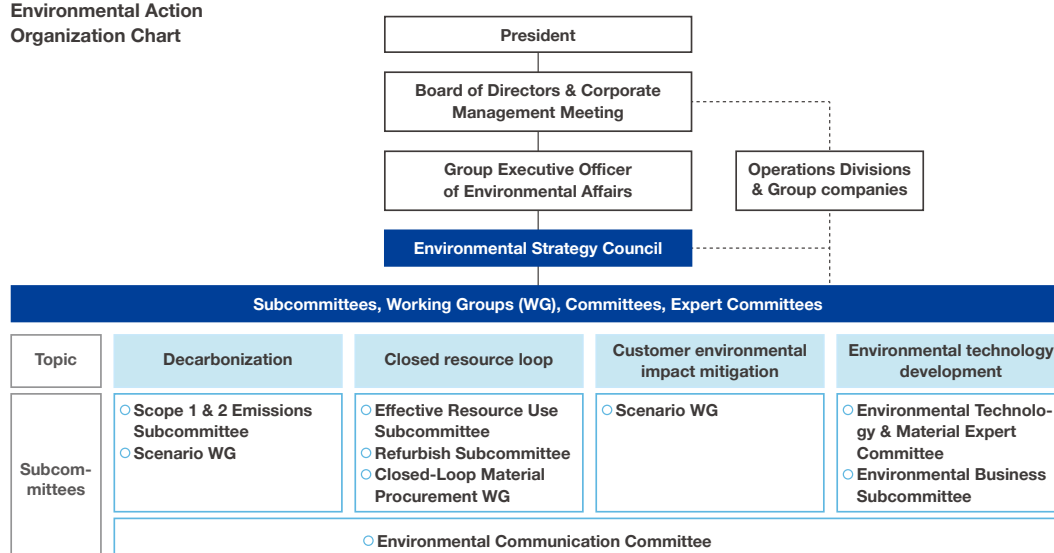 Environmental Action
Organization Chart
President
Board of Directors & Corporate
Management Meeting
Group Executive Officer
of Environmental Affairs
Operations Divisions
& Group companies
Environmental Strategy Council
Subcommittees, Working Groups (WG), Committees, Expert Committees
Topic
Decarbonization
Closed resource loop
Customer environmental
impact mitigation
Environmental technology
development
Subcom-
mittees
Scope 1 & 2 Emissions
Subcommittee
Scenario WG
Effective Resource Use
Subcommittee
Refurbish Subcommittee
Closed-Loop Material
Procurement WG
Scenario WG
Environmental Technolo-
gy & Material Expert
Committee
Environmental Business
Subcommittee
Environmental Communication Committee